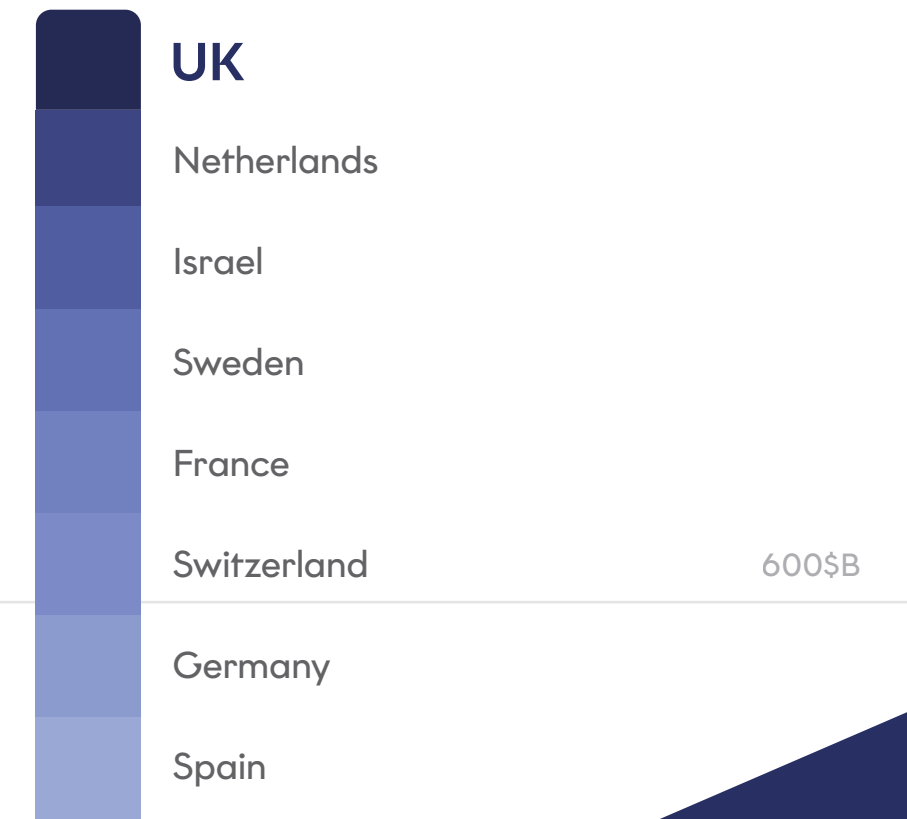 UK
Netherlands
Israel
Sweden
France
Switzerland
600$B
Germany
Spain